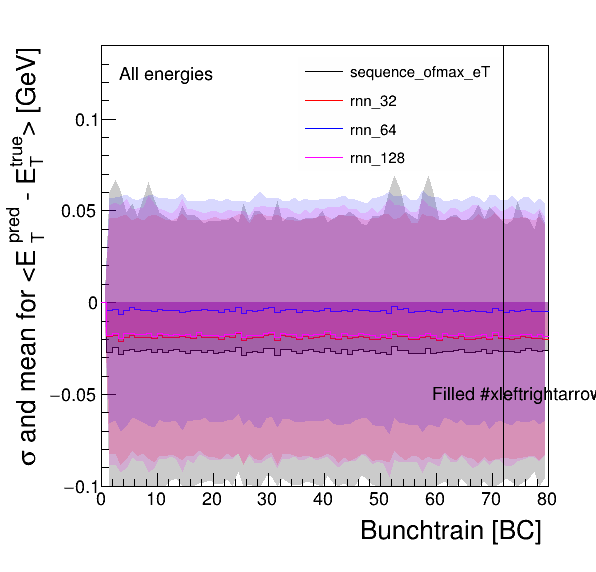 All energies
sequence_ofmax_eT
rnn_32
rnn_64
rnn_128
σ and mean for <E_T^pred - E_T^true> [GeV]
0.1
0.05
0
−0.05
−0.1
Filled #xleftrightarrow
0 10 20 30 40 50 60 70 80
Bunchtrain [BC]